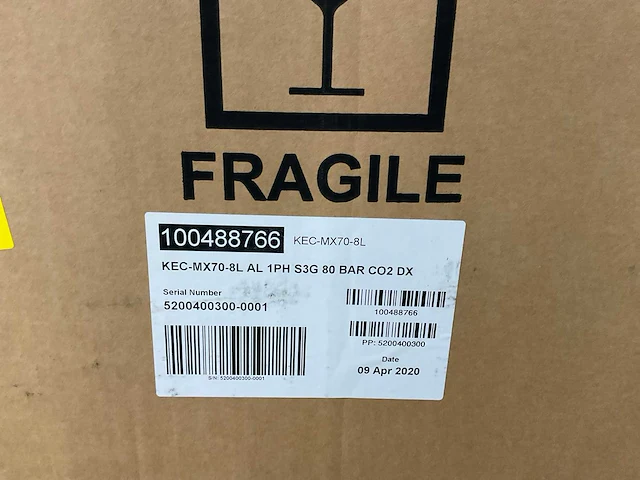 FRAGILE
100488766 KEC-MX70-8L
KEC-MX70-8L AL 1PH S3G 80 BAR CO2 DX
Serial Number
5200400300-0001
100488766
PP: 5200400300
S/N: 5200400300-0001
Date
09 Apr 2020